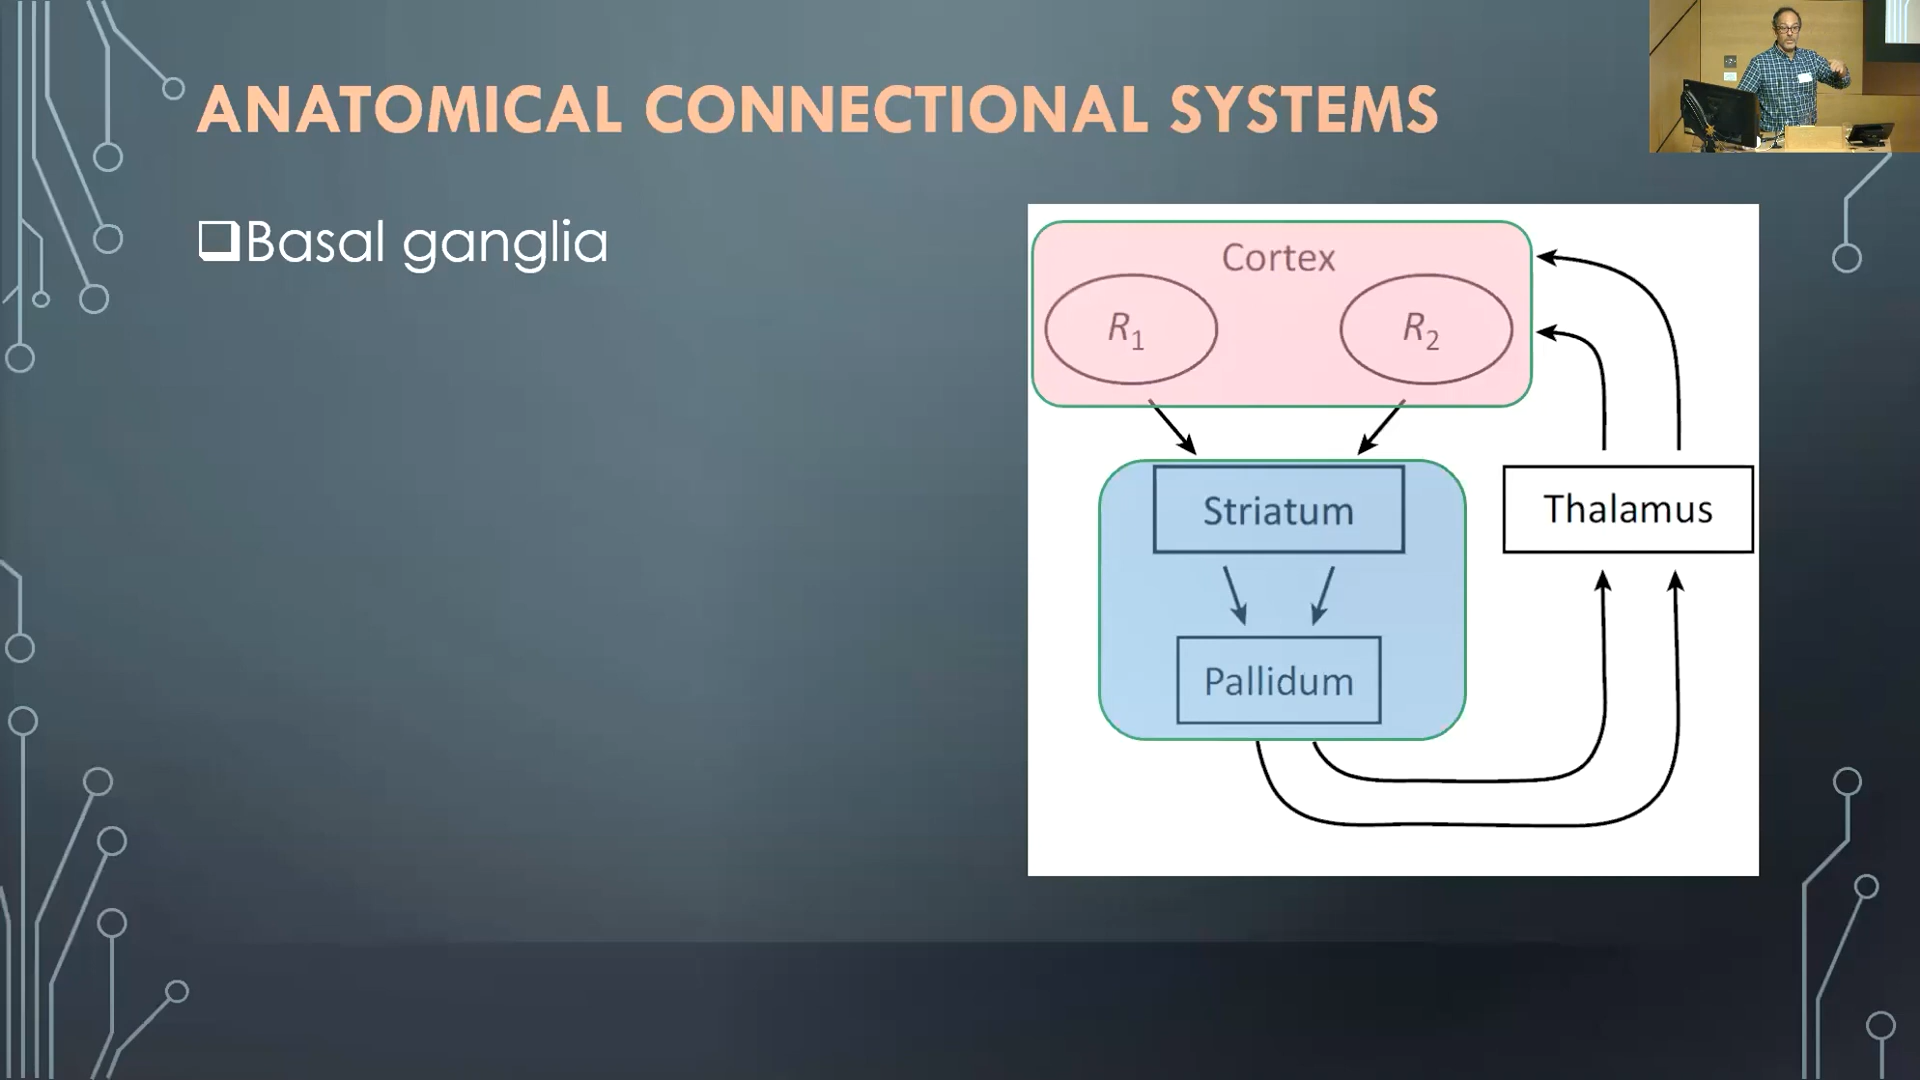 ANATOMICAL CONNECTIONAL SYSTEMS
❑Basal ganglia
Cortex
R1
R2
Striatum
Thalamus
Pallidum